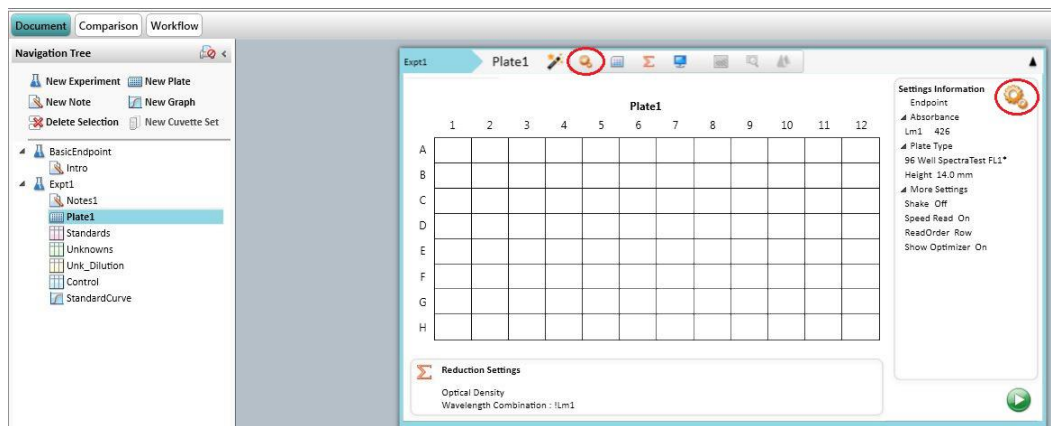 Document Comparison Workflow
Navigation Tree
New Experiment New Plate
New Note New Graph
Delete Selection New Cuvette Set
BasicEndpoint
Intro
Expt1
Notes1
Plate1
Standards
Unknowns
Unk_Dilution
Control
StandardCurve
Expt1 Plate1
Plate1
1 2 3 4 5 6 7 8 9 10 11 12
A
B
C
D
E
F
G
H
Settings Information
Endpoint
Absorbance
Lm1 426
Plate Type
96 Well SpectraTest FL1*
Height 14.0 mm
More Settings
Shake Off
Speed Read On
ReadOrder Row
Show Optimizer On
Reduction Settings
Optical Density
Wavelength Combination : !Lm1